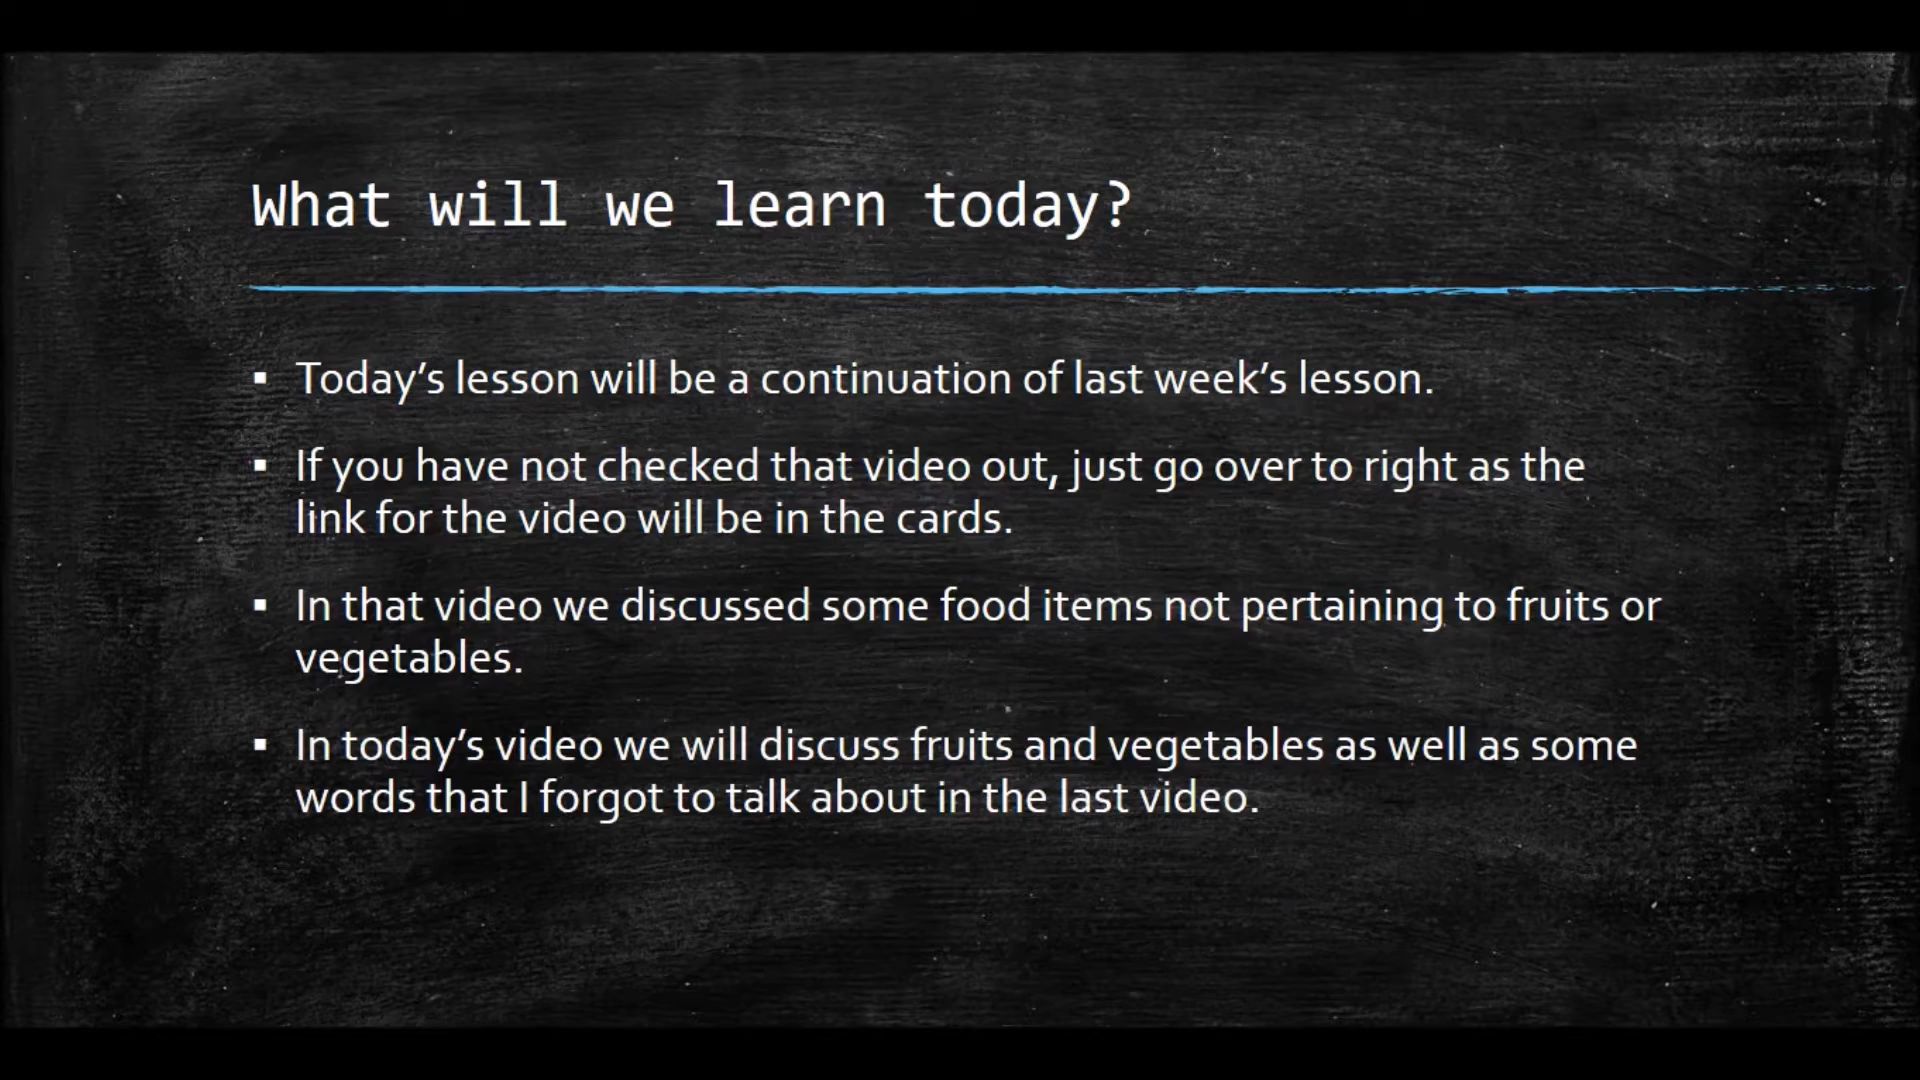 What will we learn today?
▪ Today’s lesson will be a continuation of last week’s lesson.
▪ If you have not checked that video out, just go over to right as the
link for the video will be in the cards.
▪ In that video we discussed some food items not pertaining to fruits or
vegetables.
▪ In today’s video we will discuss fruits and vegetables as well as some
words that I forgot to talk about in the last video.